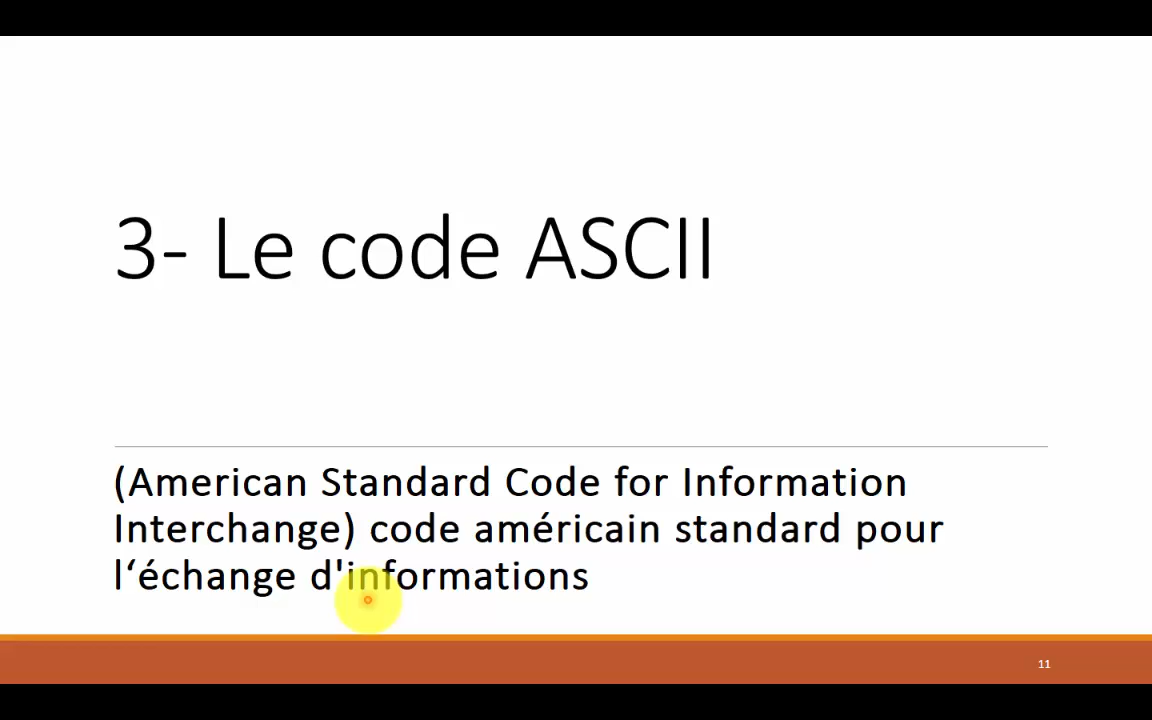 3- Le code ASCII
(American Standard Code for Information
Interchange) code américain standard pour
l‘échange d'informations
11